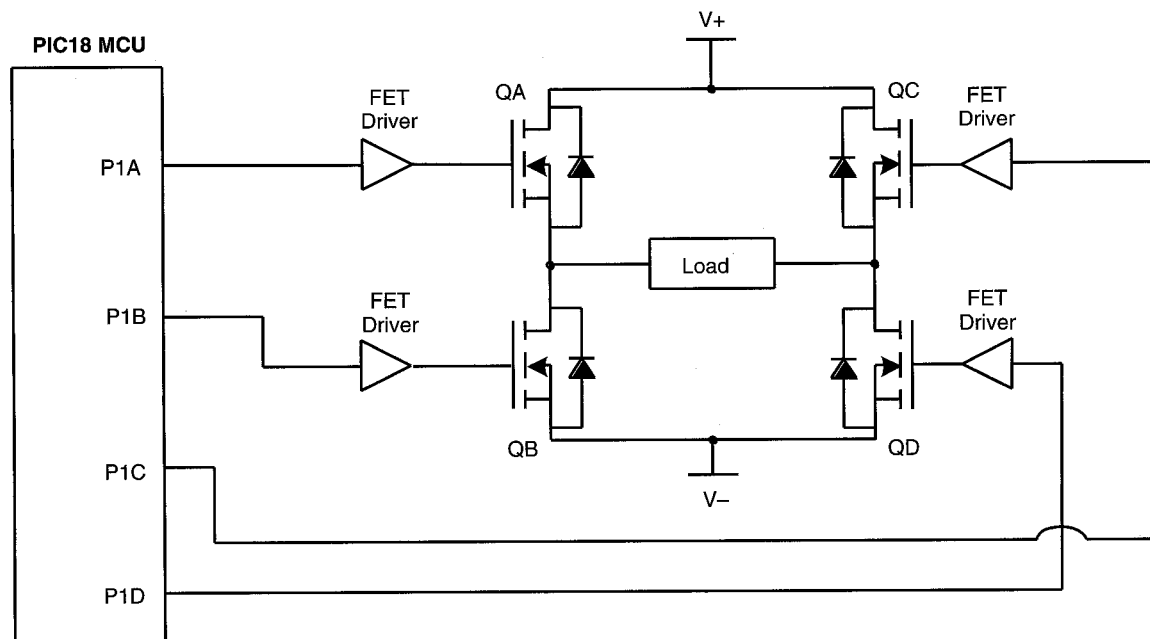 V+
PIC18 MCU
FET
Driver
QA
QC
FET
Driver
P1A
Load
P1B
FET
Driver
FET
Driver
QB
QD
P1C
V–
P1D